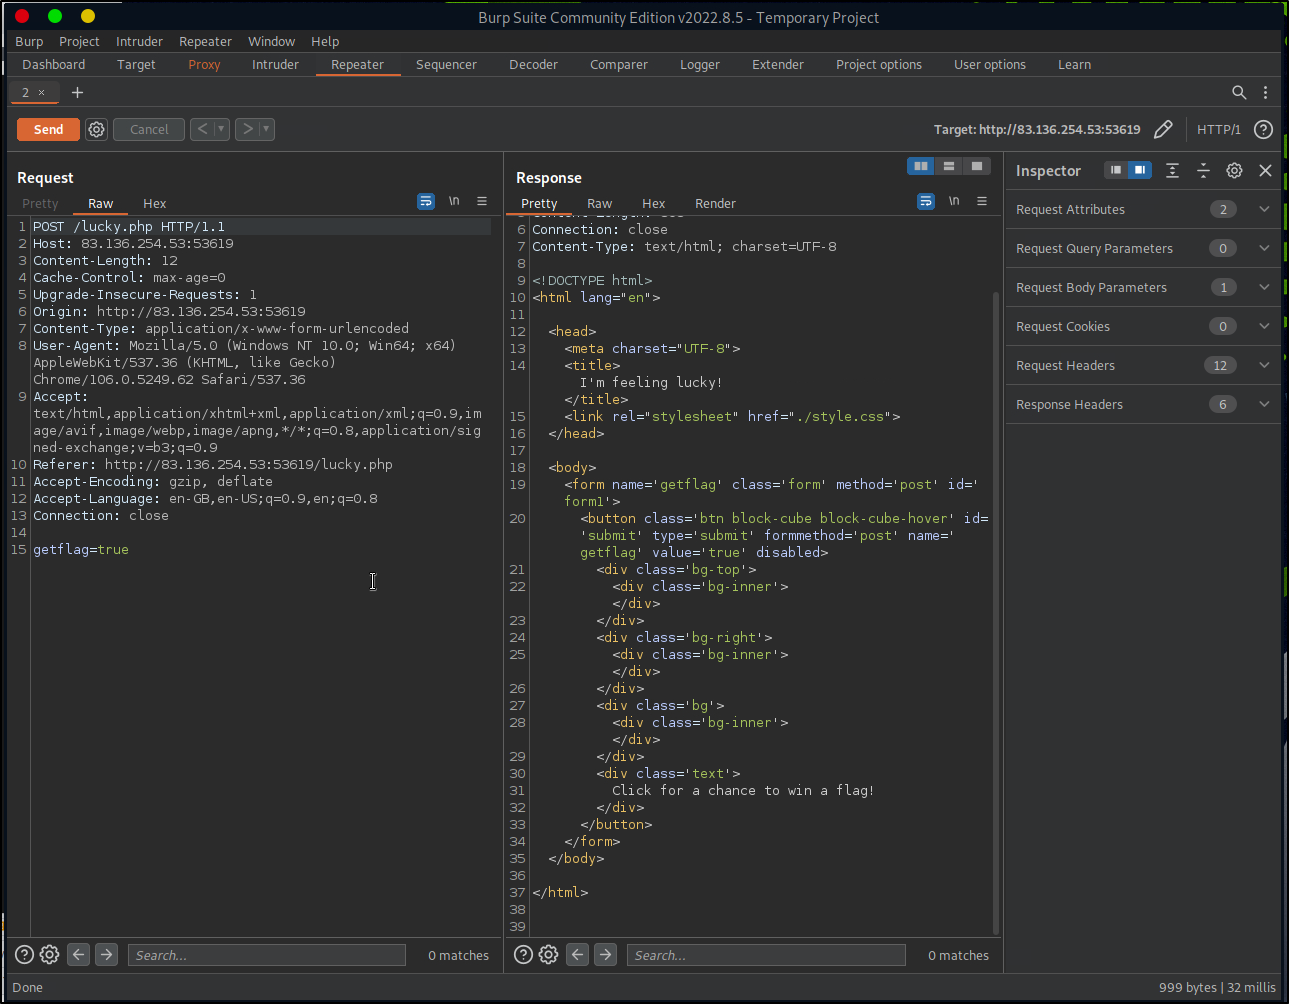 Burp Suite Community Edition v2022.8.5 - Temporary Project
Burp Project Intruder Repeater Window Help
Dashboard Target Proxy Intruder Repeater Sequencer Decoder Comparer Logger Extender Project options User options Learn
2 × +
Send Cancel < > Target: http://83.136.254.53:53619 HTTP/1 ?
Request
Pretty Raw Hex \n
1 POST /lucky.php HTTP/1.1
2 Host: 83.136.254.53:53619
3 Content-Length: 12
4 Cache-Control: max-age=0
5 Upgrade-Insecure-Requests: 1
6 Origin: http://83.136.254.53:53619
7 Content-Type: application/x-www-form-urlencoded
8 User-Agent: Mozilla/5.0 (Windows NT 10.0; Win64; x64)
AppleWebKit/537.36 (KHTML, like Gecko)
Chrome/106.0.5249.62 Safari/537.36
9 Accept:
text/html,application/xhtml+xml,application/xml;q=0.9,im
age/avif,image/webp,image/apng,*/*;q=0.8,application/sig
ned-exchange;v=b3;q=0.9
10 Referer: http://83.136.254.53:53619/lucky.php
11 Accept-Encoding: gzip, deflate
12 Accept-Language: en-GB,en-US;q=0.9,en;q=0.8
13 Connection: close
14
15 getflag=true
? Search... 0 matches
Response
Pretty Raw Hex Render \n
6 Connection: close
7 Content-Type: text/html; charset=UTF-8
8
9 <!DOCTYPE html>
10 <html lang="en">
11
12 <head>
13 <meta charset="UTF-8">
14 <title>
I'm feeling lucky!
</title>
15 <link rel="stylesheet" href="./style.css">
16 </head>
17
18 <body>
19 <form name='getflag' class='form' method='post' id='
form1'>
20 <button class='btn block-cube block-cube-hover' id=
'submit' type='submit' formmethod='post' name='
getflag' value='true' disabled>
21 <div class='bg-top'>
22 <div class='bg-inner'>
</div>
23 </div>
24 <div class='bg-right'>
25 <div class='bg-inner'>
</div>
26 </div>
27 <div class='bg'>
28 <div class='bg-inner'>
</div>
29 </div>
30 <div class='text'>
31 Click for a chance to win a flag!
32 </div>
33 </button>
34 </form>
35 </body>
36
37 </html>
38
39
? Search... 0 matches
Inspector
Request Attributes 2
Request Query Parameters 0
Request Body Parameters 1
Request Cookies 0
Request Headers 12
Response Headers 6
Done 999 bytes | 32 millis